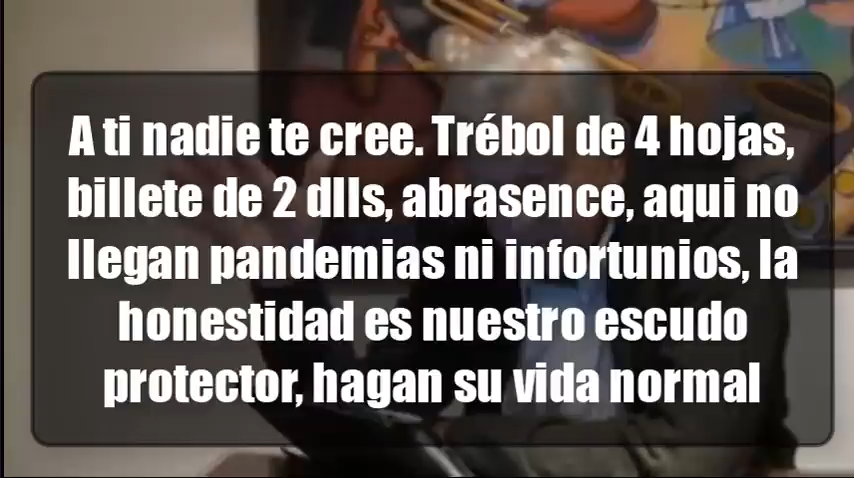 A ti nadie te cree. Trébol de 4 hojas,
billete de 2 dlls, abrasence, aqui no
llegan pandemias ni infortunios, la
honestidad es nuestro escudo
protector, hagan su vida normal